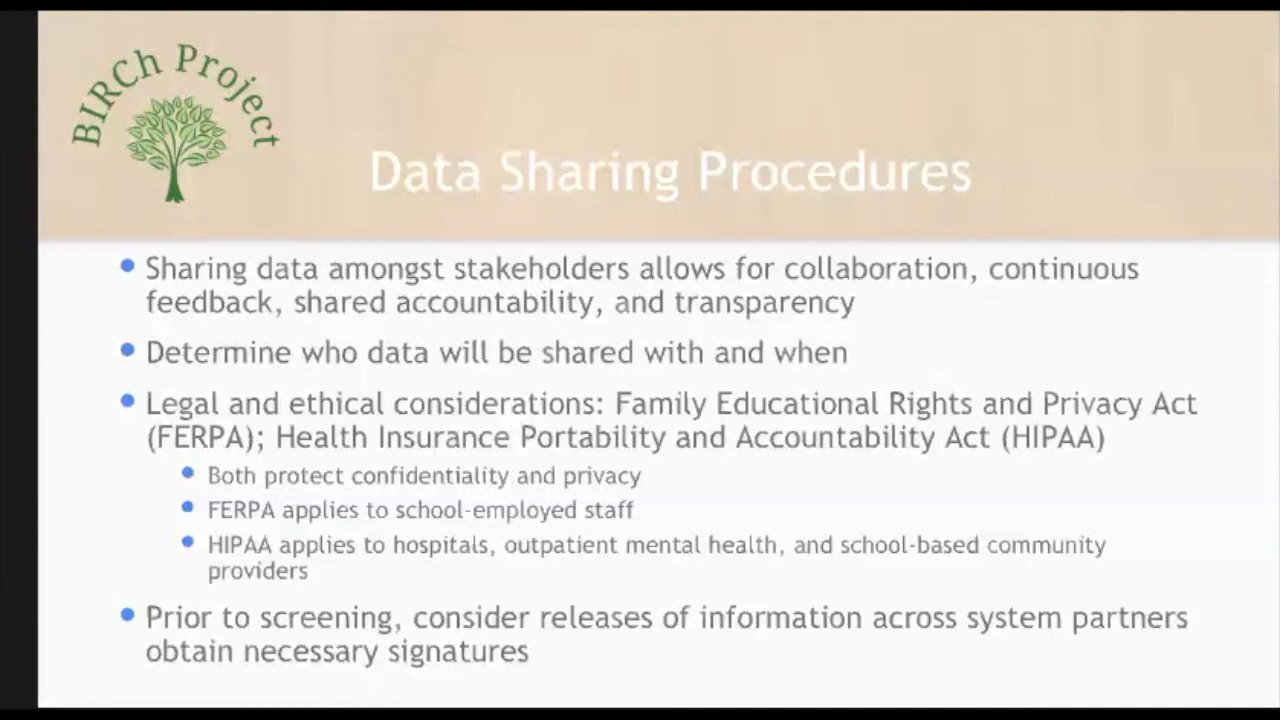 BIRCh Project
Data Sharing Procedures
Sharing data amongst stakeholders allows for collaboration, continuous
feedback, shared accountability, and transparency
Determine who data will be shared with and when
Legal and ethical considerations: Family Educational Rights and Privacy Act
(FERPA); Health Insurance Portability and Accountability Act (HIPAA)
Both protect confidentiality and privacy
FERPA applies to school-employed staff
HIPAA applies to hospitals, outpatient mental health, and school-based community
providers
Prior to screening, consider releases of information across system partners
obtain necessary signatures